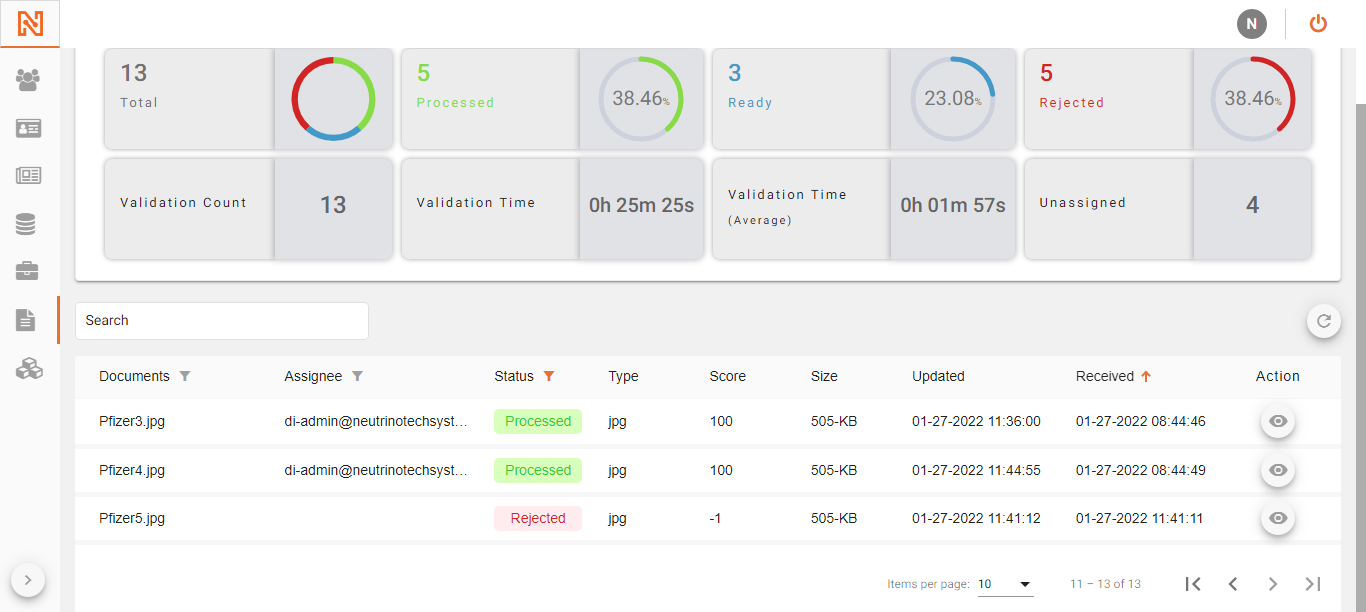 N
13
Total
5
Processed
38.46%
3
Ready
23.08%
5
Rejected
38.46%
Validation Count
13
Validation Time
0h 25m 25s
Validation Time
(Average)
0h 01m 57s
Unassigned
4
Search
Documents Assignee Status Type Score Size Updated Received Action
Pfizer3.jpg di-admin@neutrinotechsyst... Processed jpg 100 505-KB 01-27-2022 11:36:00 01-27-2022 08:44:46
Pfizer4.jpg di-admin@neutrinotechsyst... Processed jpg 100 505-KB 01-27-2022 11:44:55 01-27-2022 08:44:49
Pfizer5.jpg Rejected jpg -1 505-KB 01-27-2022 11:41:12 01-27-2022 11:41:11
Items per page: 10 11 – 13 of 13